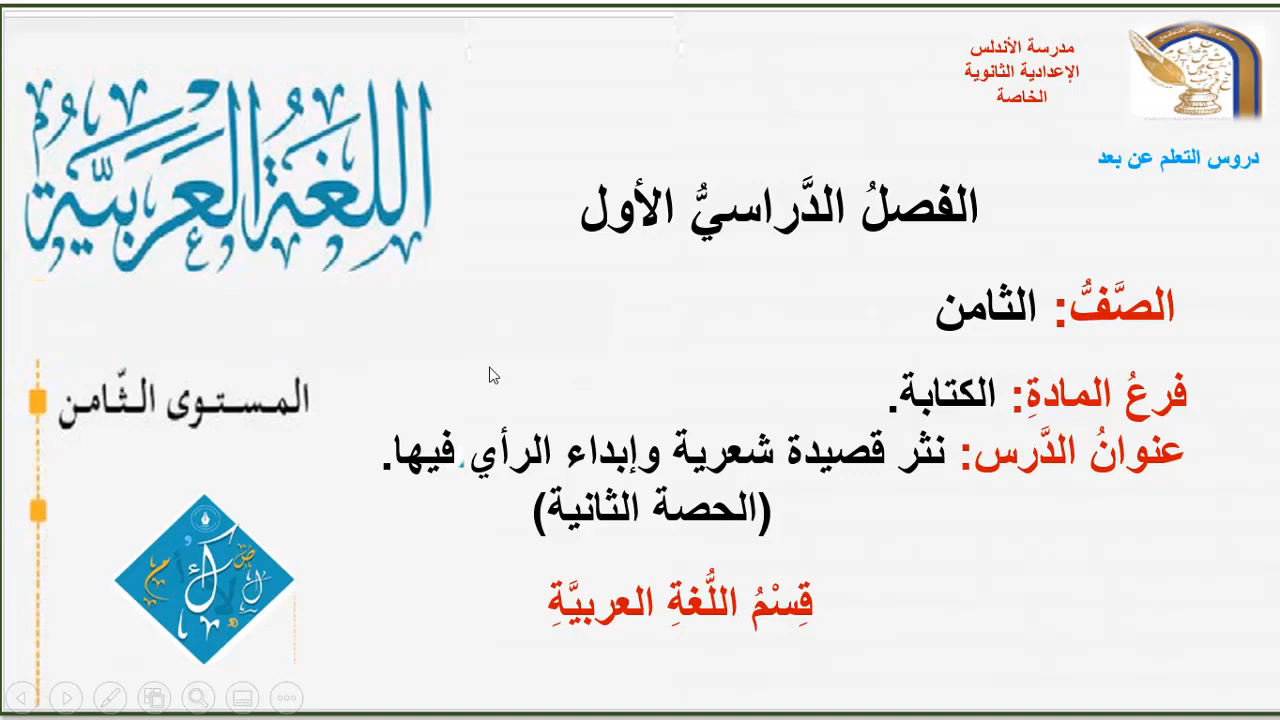 مدرسة الأندلس
الإعدادية الثانوية
الخاصة
دروس التعلم عن بعد
اللغة العربية
الفصلُ الدَّراسيُّ الأول
الصَّفُّ: الثامن
المستوى الثّامن
فرعُ المادةِ: الكتابة.
عنوانُ الدَّرس: نثر قصيدة شعرية وإبداء الرأي فيها.
(الحصة الثانية)
قِسْمُ اللُّغةِ العربيَّةِ